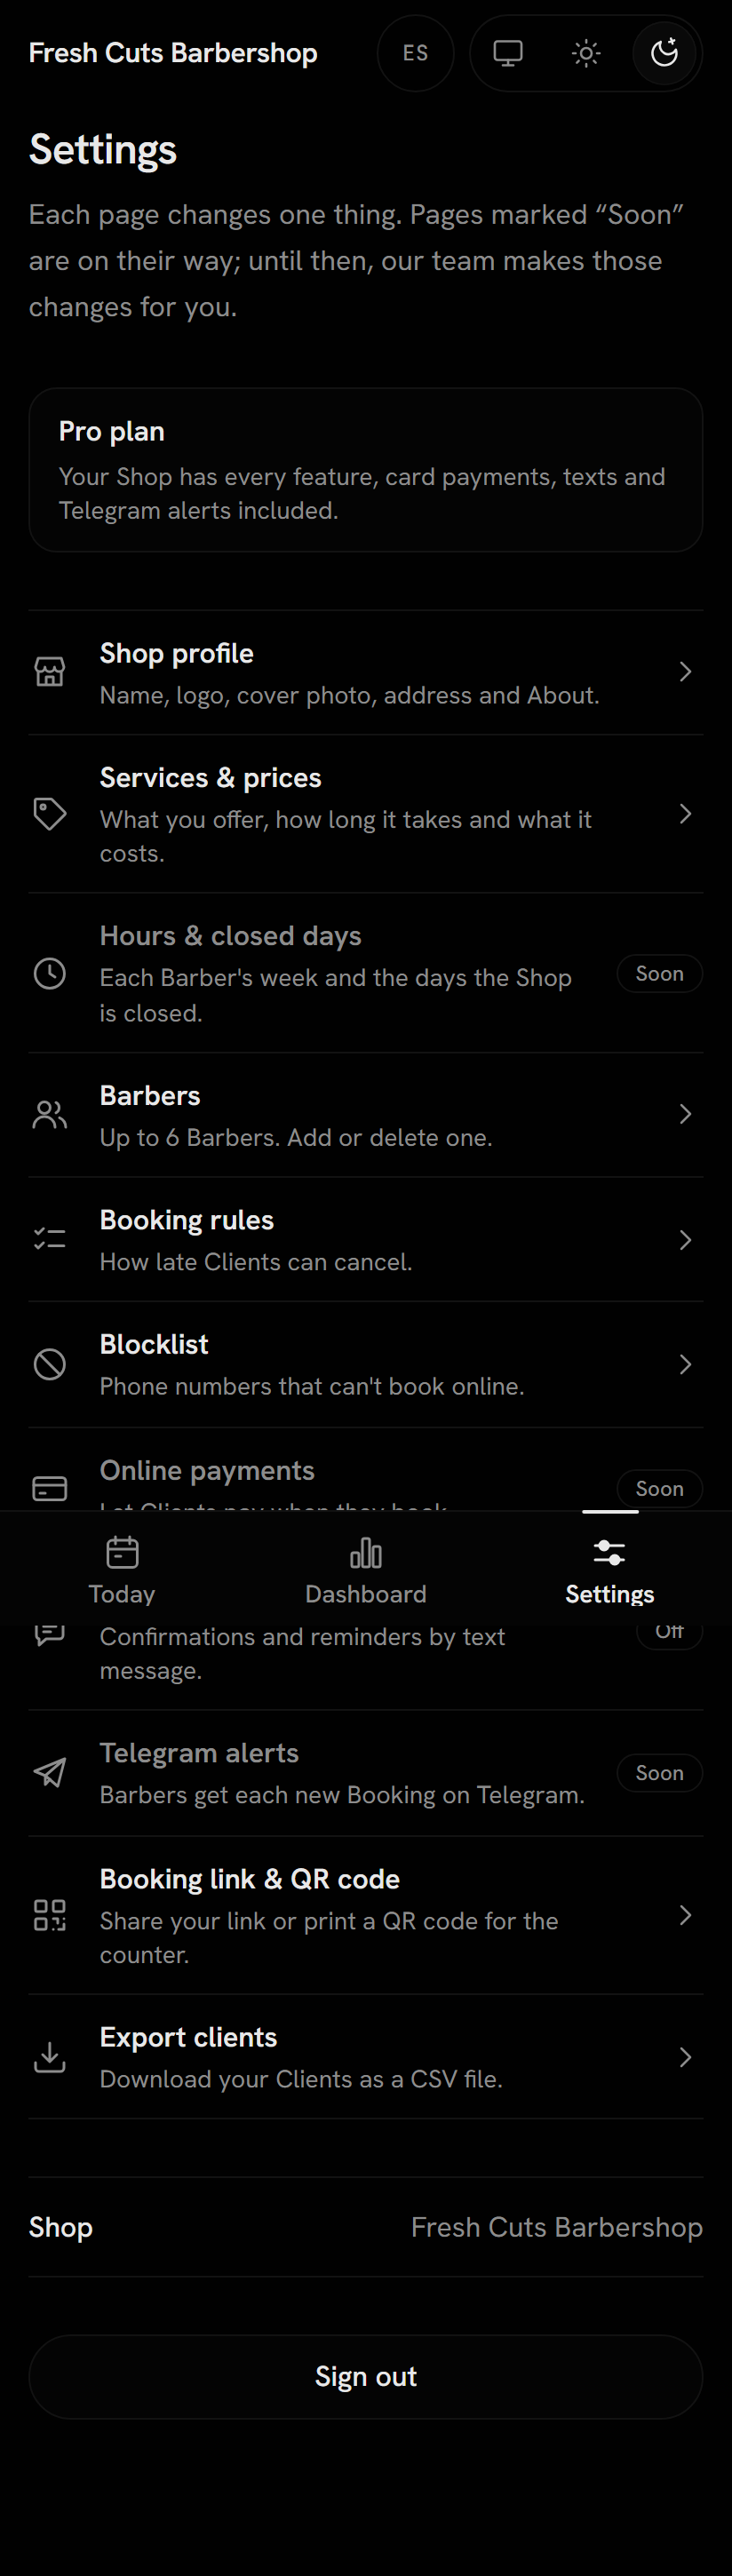 Fresh Cuts Barbershop
ES
Settings
Each page changes one thing. Pages marked “Soon”
are on their way; until then, our team makes those
changes for you.
Pro plan
Your Shop has every feature, card payments, texts and
Telegram alerts included.
Shop profile
Name, logo, cover photo, address and About.
Services & prices
What you offer, how long it takes and what it
costs.
Hours & closed days
Each Barber's week and the days the Shop
is closed.
Soon
Barbers
Up to 6 Barbers. Add or delete one.
Booking rules
How late Clients can cancel.
Blocklist
Phone numbers that can't book online.
Online payments
Let Clients pay when they book.
Soon
Today
Dashboard
Settings
Confirmations and reminders by text
message.
Off
Telegram alerts
Barbers get each new Booking on Telegram.
Soon
Booking link & QR code
Share your link or print a QR code for the
counter.
Export clients
Download your Clients as a CSV file.
Shop
Fresh Cuts Barbershop
Sign out